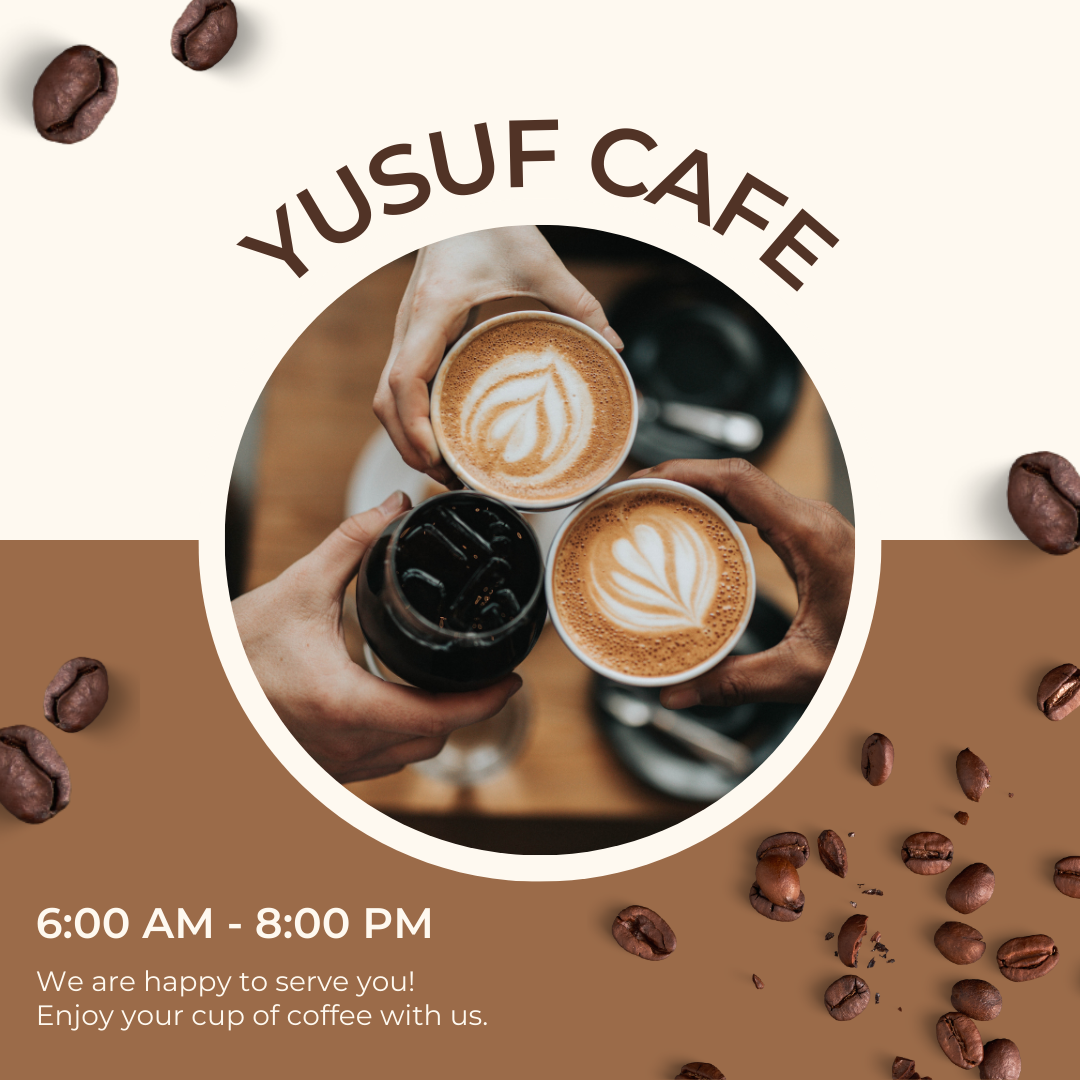 YUSUF CAFE
6:00 AM - 8:00 PM
We are happy to serve you!
Enjoy your cup of coffee with us.